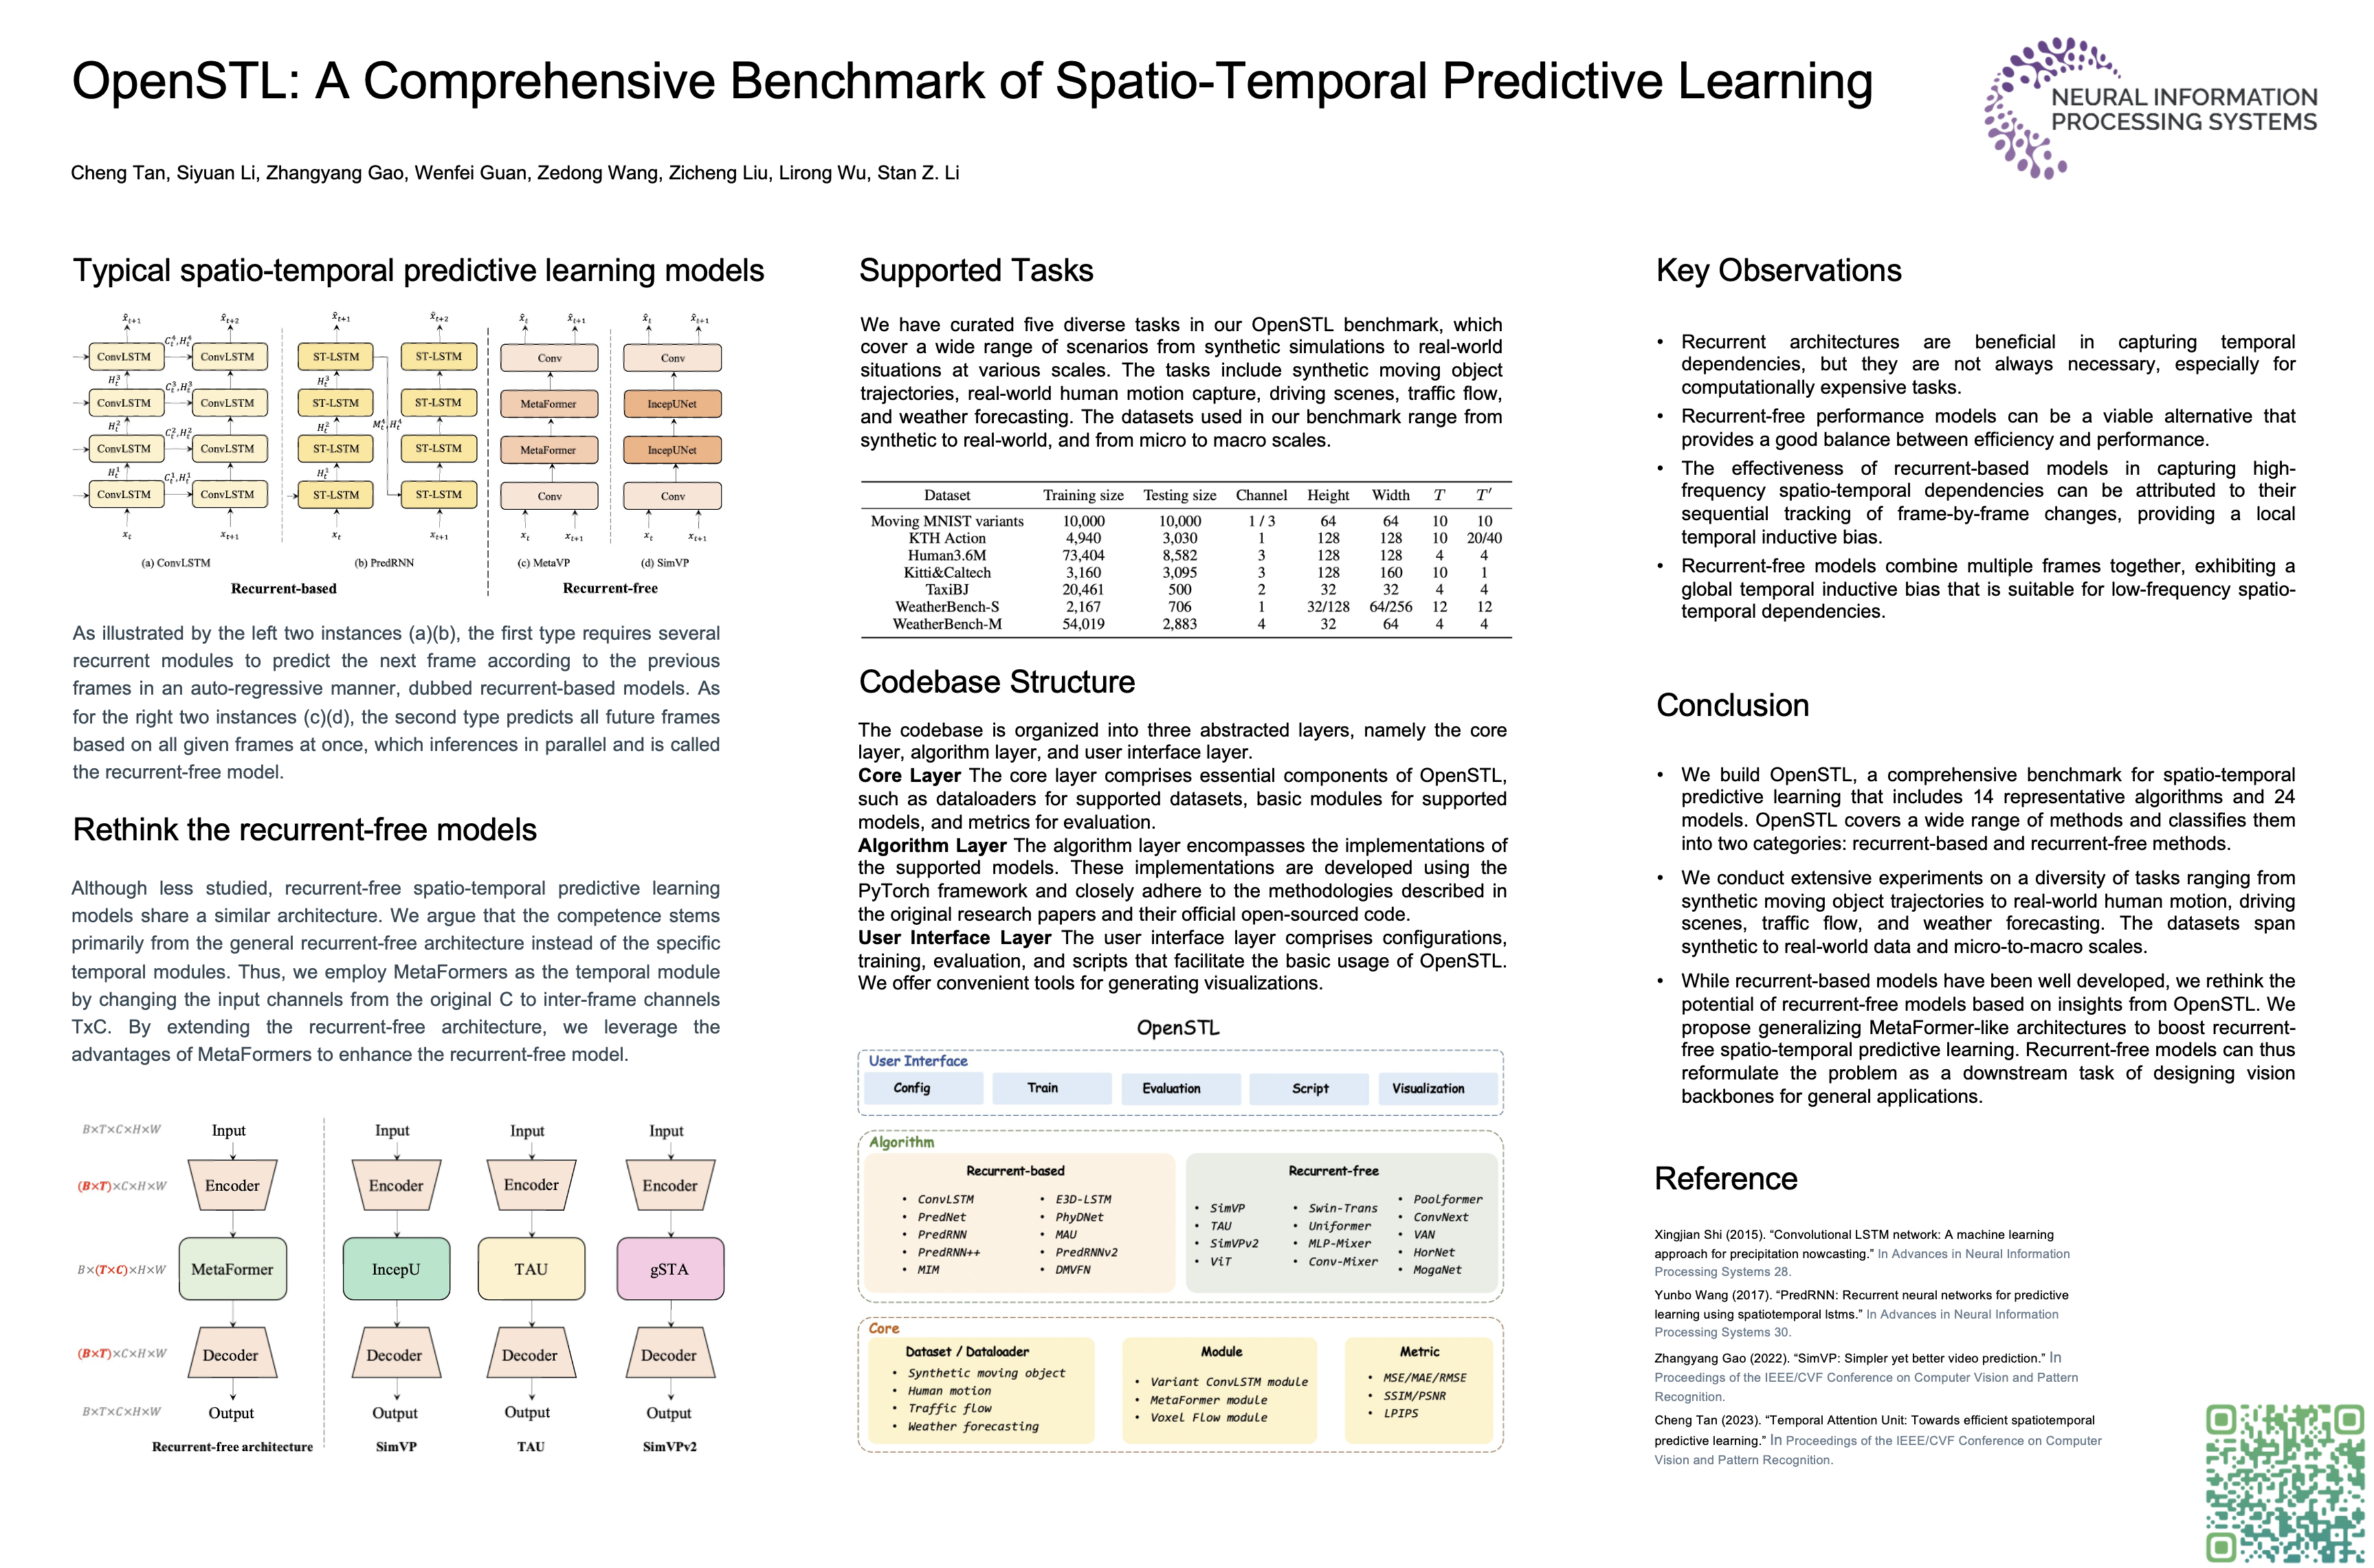 OpenSTL: A Comprehensive Benchmark of Spatio-Temporal Predictive Learning
NEURAL INFORMATION
PROCESSING SYSTEMS
Cheng Tan, Siyuan Li, Zhangyang Gao, Wenfei Guan, Zedong Wang, Zicheng Liu, Lirong Wu, Stan Z. Li
Typical spatio-temporal predictive learning models
x̂_{t+1} x̂_{t+2} x̂_{t+1} x̂_{t+2} x̂_t x̂_{t+1} x̂_t x̂_{t+1}
ConvLSTM C_t^4, H_t^4 ConvLSTM ST-LSTM ST-LSTM Conv Conv
H_t^3 C_t^3, H_t^3 H_t^3
ConvLSTM ConvLSTM ST-LSTM ST-LSTM MetaFormer IncepUNet
H_t^2 C_t^2, H_t^2 H_t^2 M_t^4, H_t^4
ConvLSTM ConvLSTM ST-LSTM ST-LSTM MetaFormer IncepUNet
H_t^1 C_t^1, H_t^1 H_t^1
ConvLSTM ConvLSTM ST-LSTM ST-LSTM Conv Conv
x_t x_{t+1} x_t x_{t+1} x_t x_{t+1} x_t x_{t+1}
(a) ConvLSTM (b) PredRNN (c) MetaVP (d) SimVP
Recurrent-based Recurrent-free
As illustrated by the left two instances (a)(b), the first type requires several
recurrent modules to predict the next frame according to the previous
frames in an auto-regressive manner, dubbed recurrent-based models. As
for the right two instances (c)(d), the second type predicts all future frames
based on all given frames at once, which inferences in parallel and is called
the recurrent-free model.
Rethink the recurrent-free models
Although less studied, recurrent-free spatio-temporal predictive learning
models share a similar architecture. We argue that the competence stems
primarily from the general recurrent-free architecture instead of the specific
temporal modules. Thus, we employ MetaFormers as the temporal module
by changing the input channels from the original C to inter-frame channels
TxC. By extending the recurrent-free architecture, we leverage the
advantages of MetaFormers to enhance the recurrent-free model.
B×T×C×H×W Input Input Input Input
(B×T)×C×H×W Encoder Encoder Encoder Encoder
B×(T×C)×H×W MetaFormer IncepU TAU gSTA
(B×T)×C×H×W Decoder Decoder Decoder Decoder
B×T×C×H×W Output Output Output Output
Recurrent-free architecture SimVP TAU SimVPv2
Supported Tasks
We have curated five diverse tasks in our OpenSTL benchmark, which
cover a wide range of scenarios from synthetic simulations to real-world
situations at various scales. The tasks include synthetic moving object
trajectories, real-world human motion capture, driving scenes, traffic flow,
and weather forecasting. The datasets used in our benchmark range from
synthetic to real-world, and from micro to macro scales.
Dataset Training size Testing size Channel Height Width T T′
Moving MNIST variants 10,000 10,000 1 / 3 64 64 10 10
KTH Action 4,940 3,030 1 128 128 10 20/40
Human3.6M 73,404 8,582 3 128 128 4 4
Kitti&Caltech 3,160 3,095 3 128 160 10 1
TaxiBJ 20,461 500 2 32 32 4 4
WeatherBench-S 2,167 706 1 32/128 64/256 12 12
WeatherBench-M 54,019 2,883 4 32 64 4 4
Codebase Structure
The codebase is organized into three abstracted layers, namely the core
layer, algorithm layer, and user interface layer.
Core Layer The core layer comprises essential components of OpenSTL,
such as dataloaders for supported datasets, basic modules for supported
models, and metrics for evaluation.
Algorithm Layer The algorithm layer encompasses the implementations of
the supported models. These implementations are developed using the
PyTorch framework and closely adhere to the methodologies described in
the original research papers and their official open-sourced code.
User Interface Layer The user interface layer comprises configurations,
training, evaluation, and scripts that facilitate the basic usage of OpenSTL.
We offer convenient tools for generating visualizations.
OpenSTL
User Interface
Config Train Evaluation Script Visualization
Algorithm
Recurrent-based
• ConvLSTM
• PredNet
• PredRNN
• PredRNN++
• MIM
• E3D-LSTM
• PhyDNet
• MAU
• PredRNNv2
• DMVFN
Recurrent-free
• SimVP
• TAU
• SimVPv2
• ViT
• Swin-Trans
• Uniformer
• MLP-Mixer
• Conv-Mixer
• Poolformer
• ConvNext
• VAN
• HorNet
• MogaNet
Core
Dataset / Dataloader
• Synthetic moving object
• Human motion
• Traffic flow
• Weather forecasting
Module
• Variant ConvLSTM module
• MetaFormer module
• Voxel Flow module
Metric
• MSE/MAE/RMSE
• SSIM/PSNR
• LPIPS
Key Observations
• Recurrent architectures are beneficial in capturing temporal
dependencies, but they are not always necessary, especially for
computationally expensive tasks.
• Recurrent-free performance models can be a viable alternative that
provides a good balance between efficiency and performance.
• The effectiveness of recurrent-based models in capturing high-
frequency spatio-temporal dependencies can be attributed to their
sequential tracking of frame-by-frame changes, providing a local
temporal inductive bias.
• Recurrent-free models combine multiple frames together, exhibiting a
global temporal inductive bias that is suitable for low-frequency spatio-
temporal dependencies.
Conclusion
• We build OpenSTL, a comprehensive benchmark for spatio-temporal
predictive learning that includes 14 representative algorithms and 24
models. OpenSTL covers a wide range of methods and classifies them
into two categories: recurrent-based and recurrent-free methods.
• We conduct extensive experiments on a diversity of tasks ranging from
synthetic moving object trajectories to real-world human motion, driving
scenes, traffic flow, and weather forecasting. The datasets span
synthetic to real-world data and micro-to-macro scales.
• While recurrent-based models have been well developed, we rethink the
potential of recurrent-free models based on insights from OpenSTL. We
propose generalizing MetaFormer-like architectures to boost recurrent-
free spatio-temporal predictive learning. Recurrent-free models can thus
reformulate the problem as a downstream task of designing vision
backbones for general applications.
Reference
Xingjian Shi (2015). “Convolutional LSTM network: A machine learning
approach for precipitation nowcasting.” In Advances in Neural Information
Processing Systems 28.
Yunbo Wang (2017). “PredRNN: Recurrent neural networks for predictive
learning using spatiotemporal lstms.” In Advances in Neural Information
Processing Systems 30.
Zhangyang Gao (2022). “SimVP: Simpler yet better video prediction.” In
Proceedings of the IEEE/CVF Conference on Computer Vision and Pattern
Recognition.
Cheng Tan (2023). “Temporal Attention Unit: Towards efficient spatiotemporal
predictive learning.” In Proceedings of the IEEE/CVF Conference on Computer
Vision and Pattern Recognition.